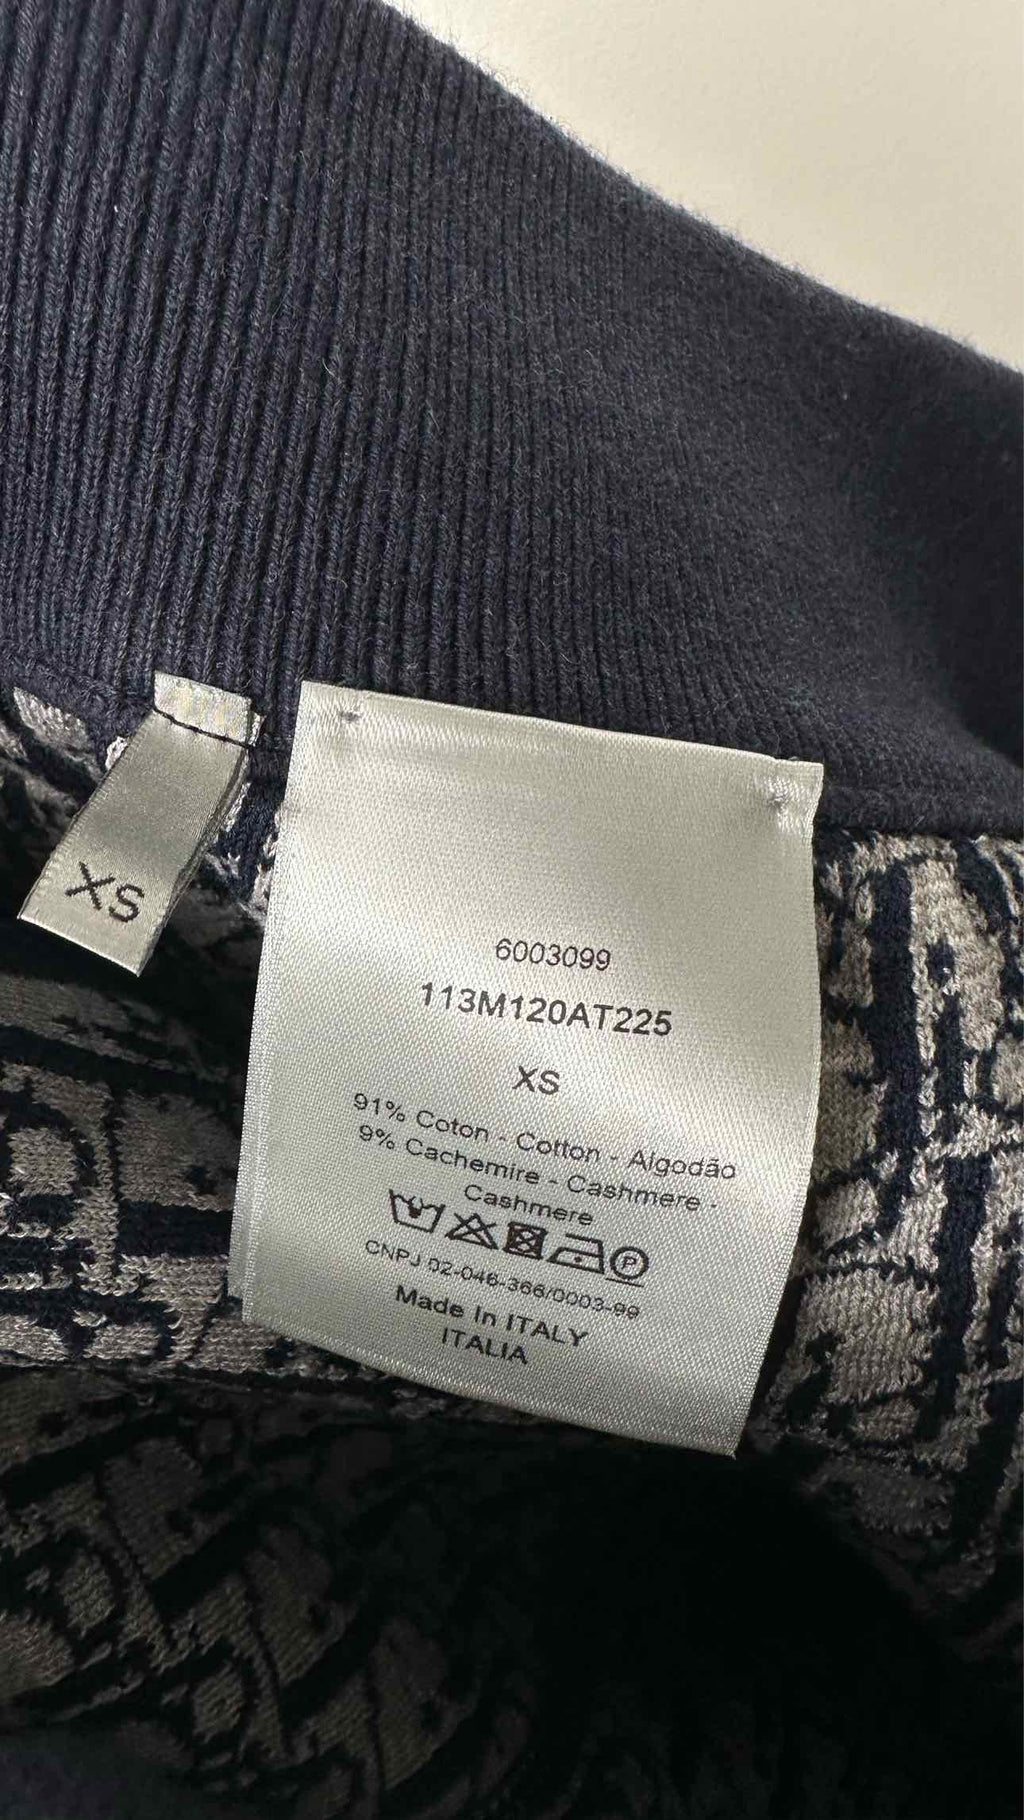 XS
6003099
113M120AT225
XS
91% Coton - Cotton - Algodão
9% Cachemire - Cashmere -
Cashmere
P
CNPJ 02-046-366/0003-99
Made In ITALY
ITALIA